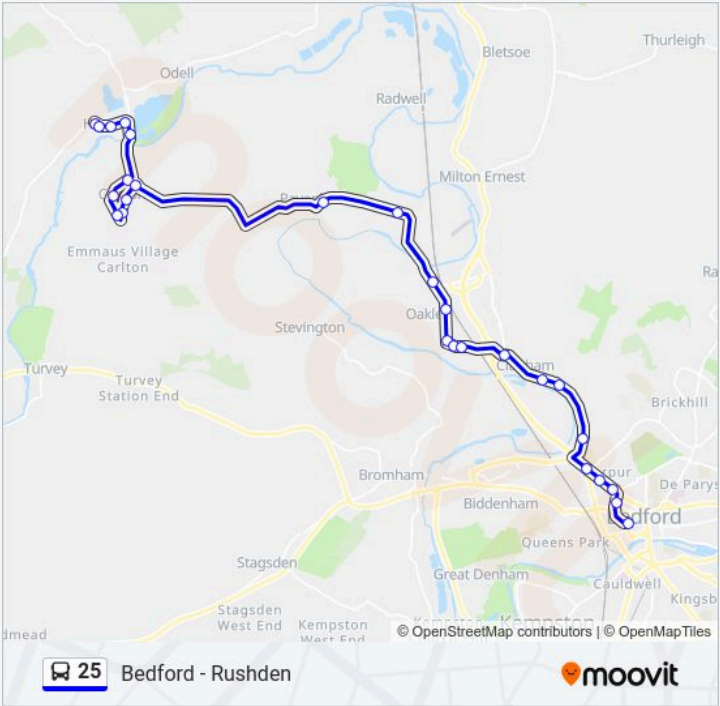 Thurleigh
Bletsoe
Odell
Radwell
Milton Ernest
Emmaus Village
Carlton
Stevington
Turvey
Turvey
Station End
Brickhill
Bromham
De Parys
Biddenham
Bedford
Queens Park
Stagsden
Great Denham
Cauldwell
Stagsden
West End
Kempston
West End
Kempston
© OpenStreetMap contributors | © OpenMapTiles
25 Bedford - Rushden
moovit